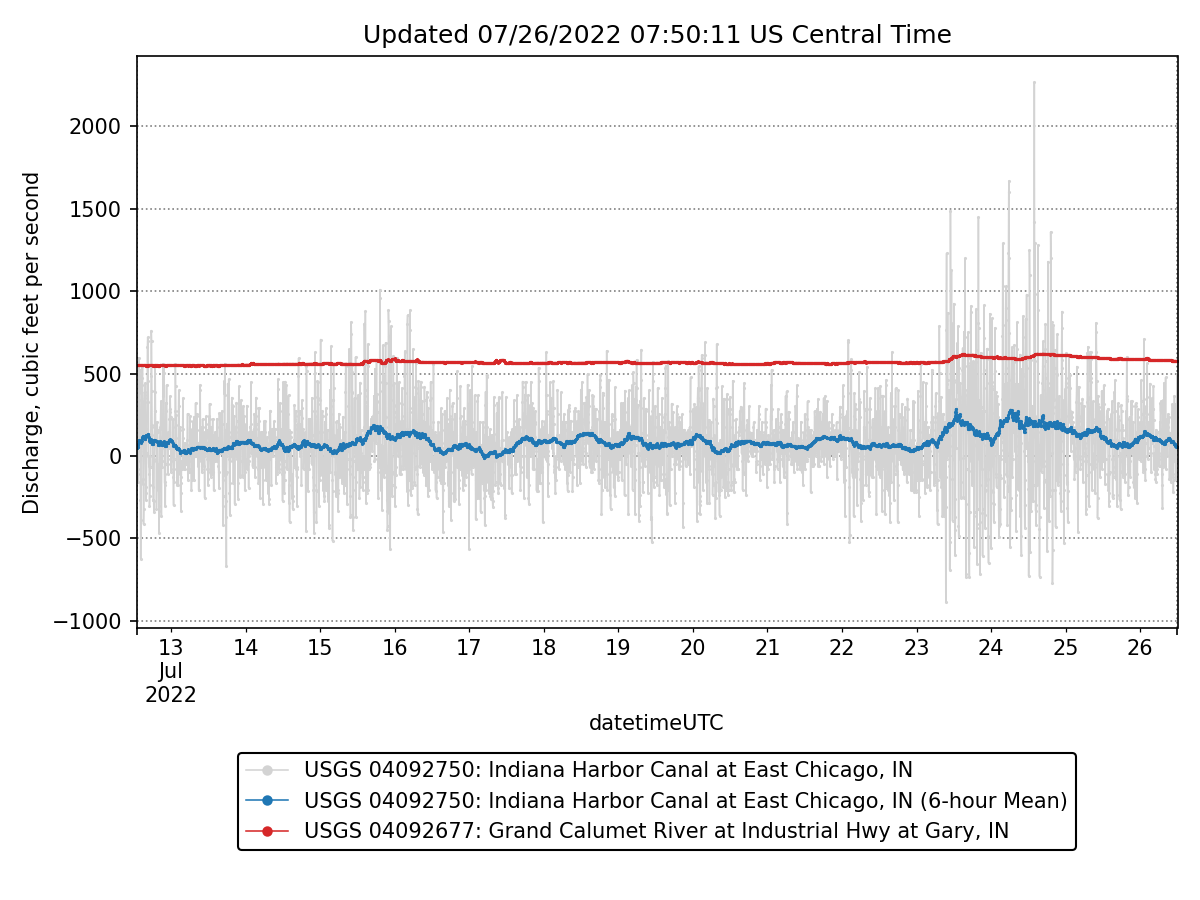 Updated 07/26/2022 07:50:11 US Central Time
Discharge, cubic feet per second
2000
1500
1000
500
0
−500
−1000
13 14 15 16 17 18 19 20 21 22 23 24 25 26
Jul
2022
datetimeUTC
USGS 04092750: Indiana Harbor Canal at East Chicago, IN
USGS 04092750: Indiana Harbor Canal at East Chicago, IN (6-hour Mean)
USGS 04092677: Grand Calumet River at Industrial Hwy at Gary, IN